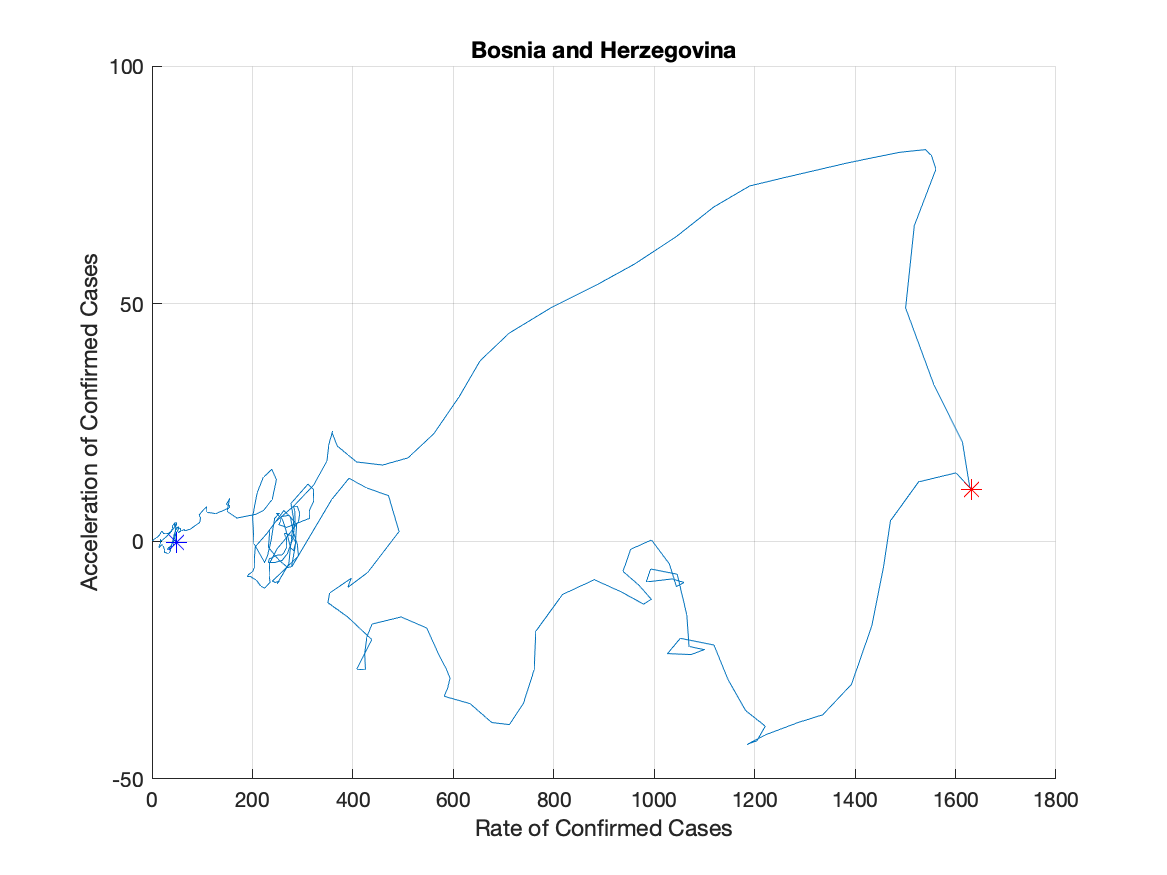 Bosnia and Herzegovina
100
50
0
-50
Acceleration of Confirmed Cases
0 200 400 600 800 1000 1200 1400 1600 1800
Rate of Confirmed Cases